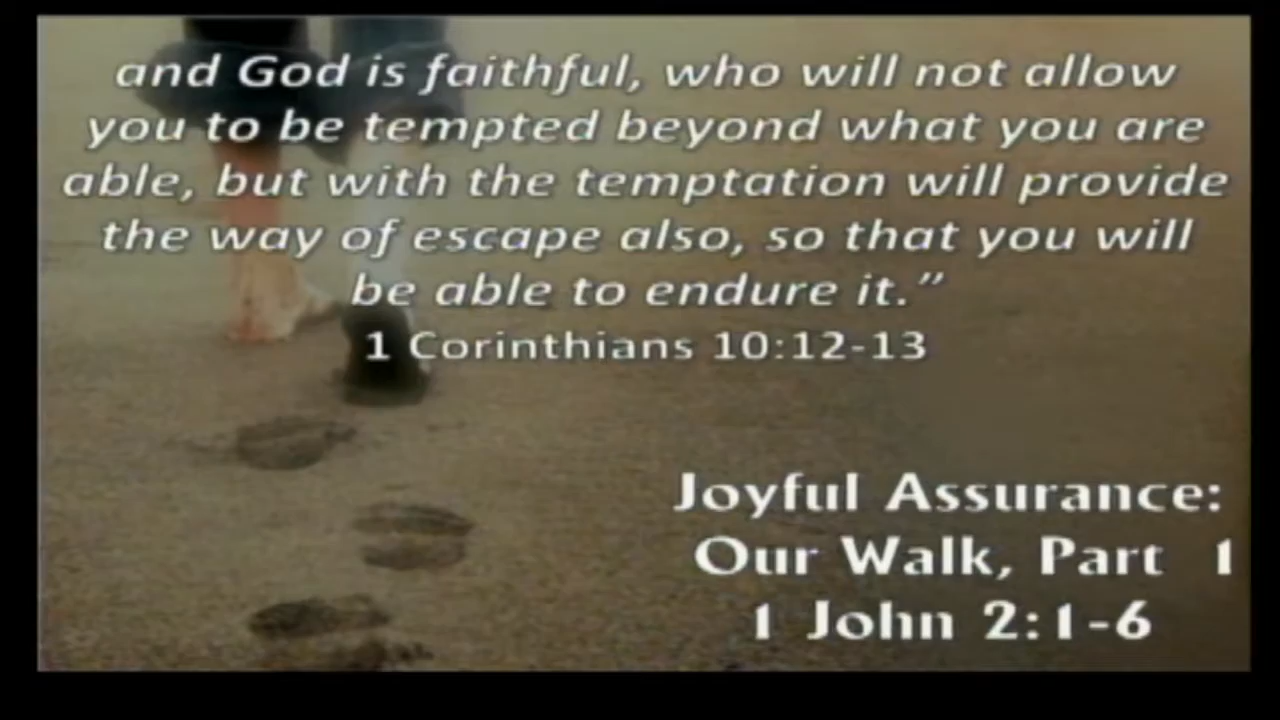 and God is faithful, who will not allow
you to be tempted beyond what you are
able, but with the temptation will provide
the way of escape also, so that you will
be able to endure it.”
1 Corinthians 10:12-13
Joyful Assurance:
Our Walk, Part 1
1 John 2:1-6